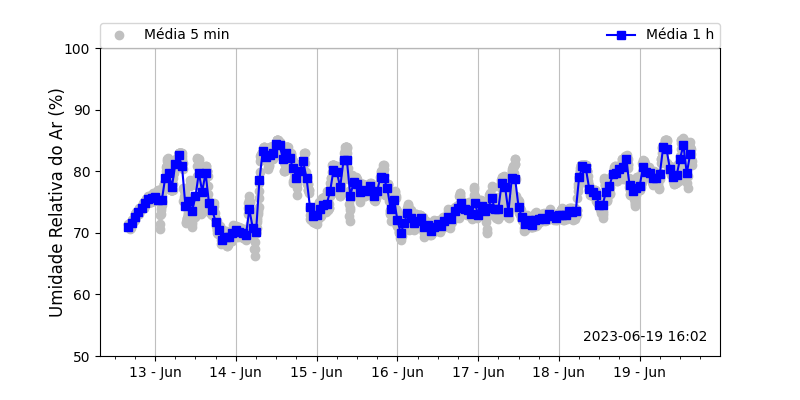 Média 5 min
Média 1 h
Umidade Relativa do Ar (%)
100
90
80
70
60
50
2023-06-19 16:02
13 - Jun
14 - Jun
15 - Jun
16 - Jun
17 - Jun
18 - Jun
19 - Jun